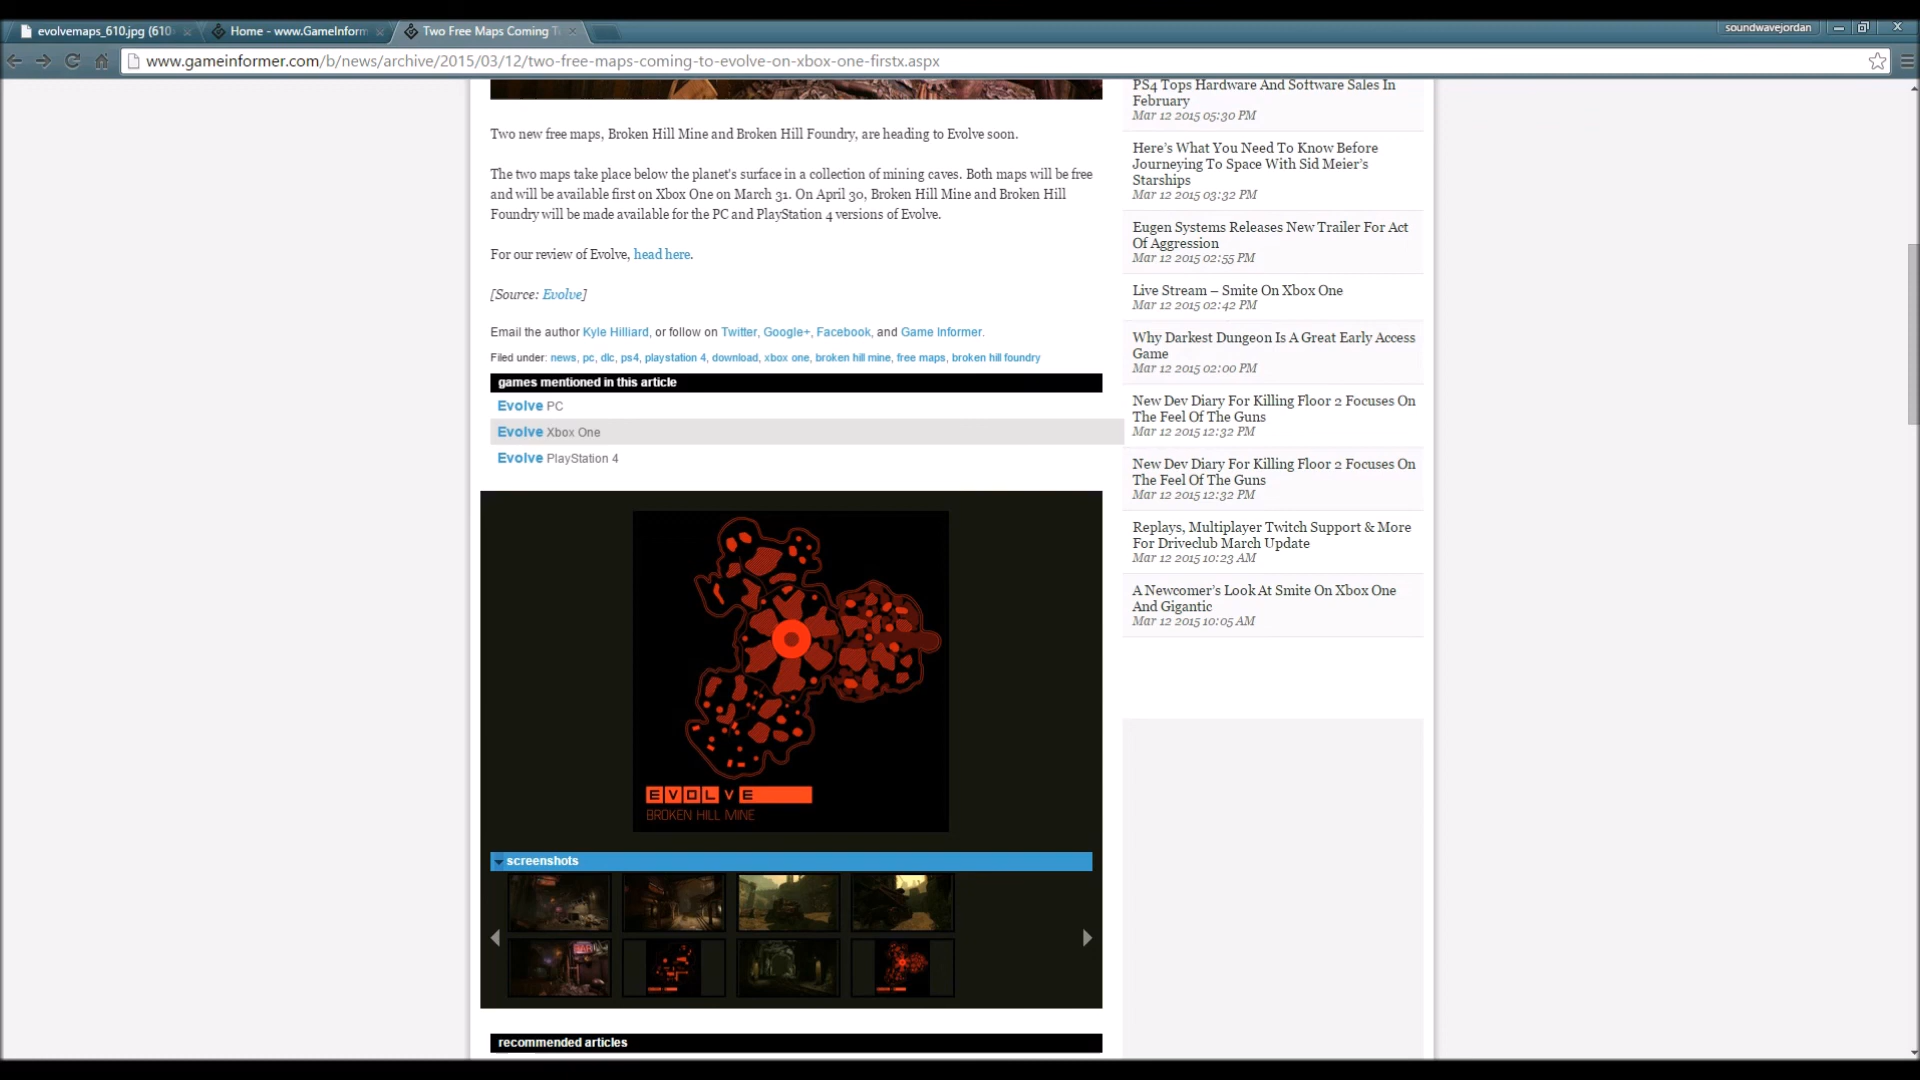 evolvemaps_610.jpg (610
Home - www.GameInform
Two Free Maps Coming T
soundwavejordan
www.gameinformer.com/b/news/archive/2015/03/12/two-free-maps-coming-to-evolve-on-xbox-one-firstx.aspx
Two new free maps, Broken Hill Mine and Broken Hill Foundry, are heading to Evolve soon.
The two maps take place below the planet's surface in a collection of mining caves. Both maps will be free
and will be available first on Xbox One on March 31. On April 30, Broken Hill Mine and Broken Hill
Foundry will be made available for the PC and PlayStation 4 versions of Evolve.
For our review of Evolve, head here.
[Source: Evolve]
Email the author Kyle Hilliard, or follow on Twitter, Google+, Facebook, and Game Informer.
Filed under: news, pc, dlc, ps4, playstation 4, download, xbox one, broken hill mine, free maps, broken hill foundry
games mentioned in this article
Evolve PC
Evolve Xbox One
Evolve PlayStation 4
EVOLVE
BROKEN HILL MINE
screenshots
BAR
recommended articles
PS4 Tops Hardware And Software Sales In
February
Mar 12 2015 05:30 PM
Here's What You Need To Know Before
Journeying To Space With Sid Meier's
Starships
Mar 12 2015 03:32 PM
Eugen Systems Releases New Trailer For Act
Of Aggression
Mar 12 2015 02:55 PM
Live Stream – Smite On Xbox One
Mar 12 2015 02:42 PM
Why Darkest Dungeon Is A Great Early Access
Game
Mar 12 2015 02:00 PM
New Dev Diary For Killing Floor 2 Focuses On
The Feel Of The Guns
Mar 12 2015 12:32 PM
New Dev Diary For Killing Floor 2 Focuses On
The Feel Of The Guns
Mar 12 2015 12:32 PM
Replays, Multiplayer Twitch Support & More
For Driveclub March Update
Mar 12 2015 10:23 AM
A Newcomer's Look At Smite On Xbox One
And Gigantic
Mar 12 2015 10:05 AM